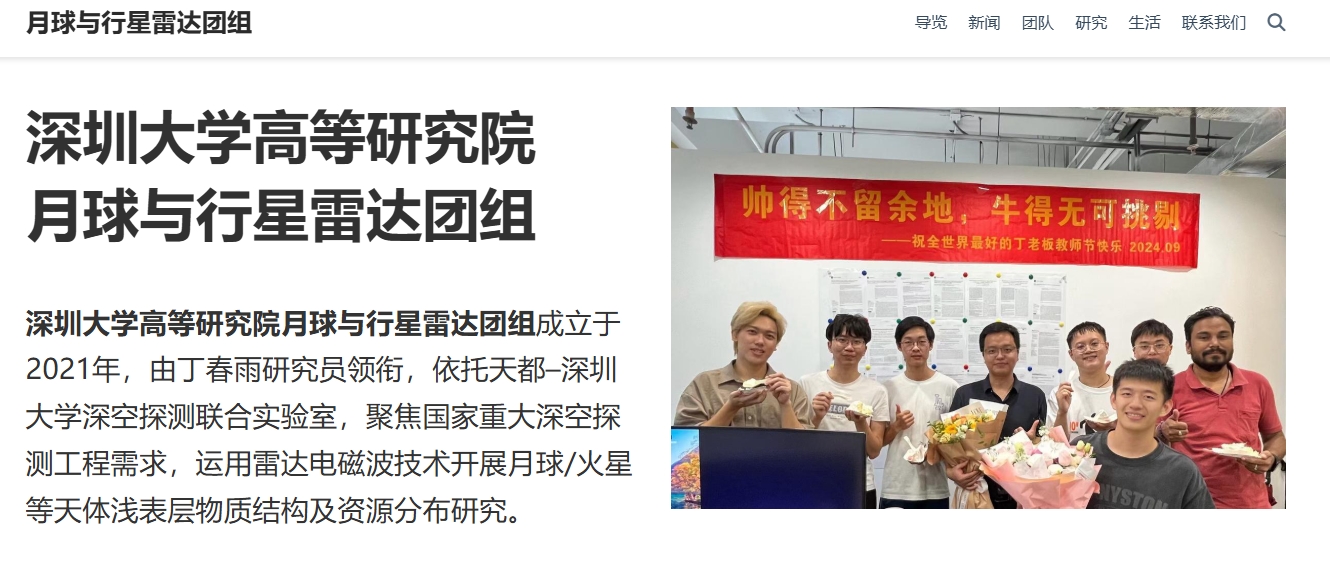 月球与行星雷达团组
导览 新闻 团队 研究 生活 联系我们
深圳大学高等研究院
月球与行星雷达团组
深圳大学高等研究院月球与行星雷达团组成立于
2021年，由丁春雨研究员领衔，依托天都–深圳
大学深空探测联合实验室，聚焦国家重大深空探
测工程需求，运用雷达电磁波技术开展月球/火星
等天体浅表层物质结构及资源分布研究。
帅得不留余地，牛得无可挑剔
——祝全世界最好的丁老板教师节快乐 2024.09